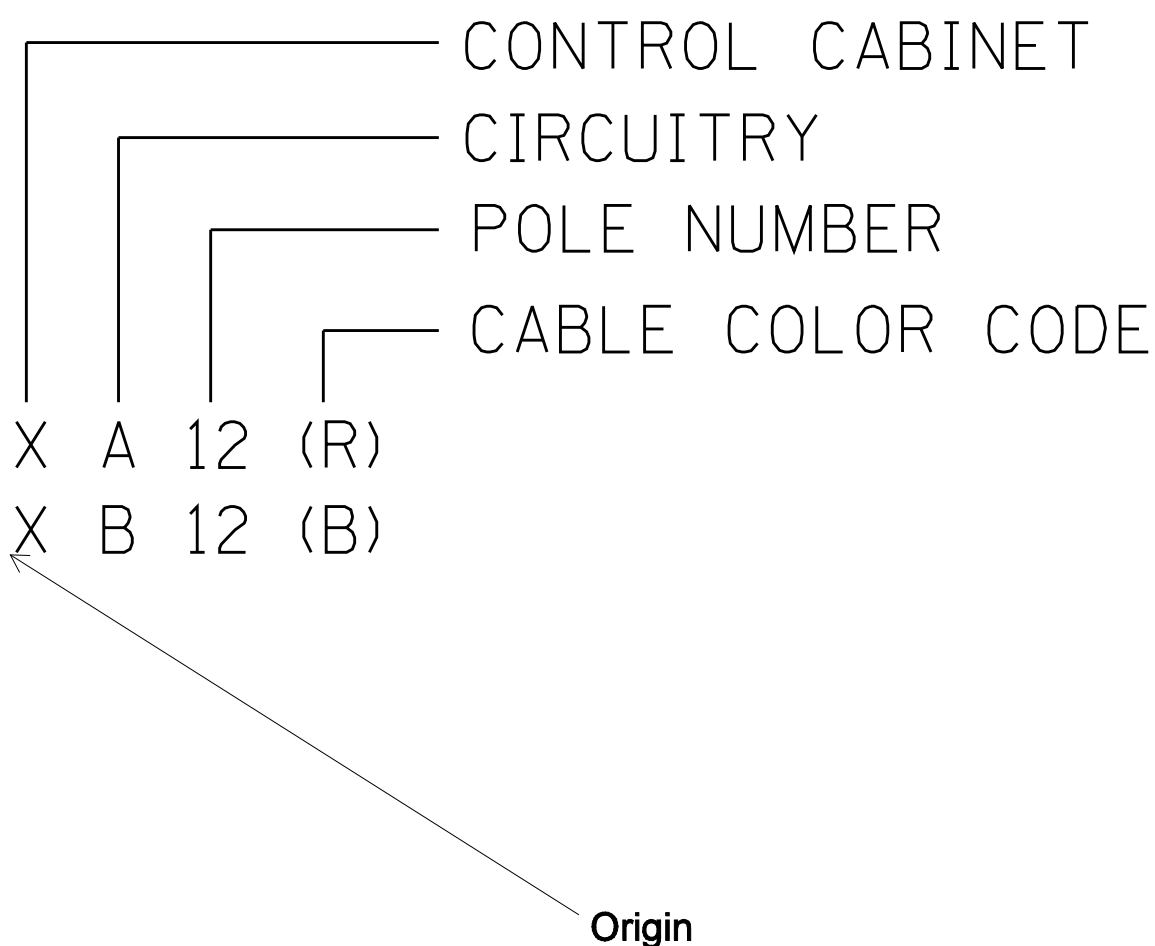 CONTROL CABINET
CIRCUITRY
POLE NUMBER
CABLE COLOR CODE
X A 12 (R)
X B 12 (B)
Origin